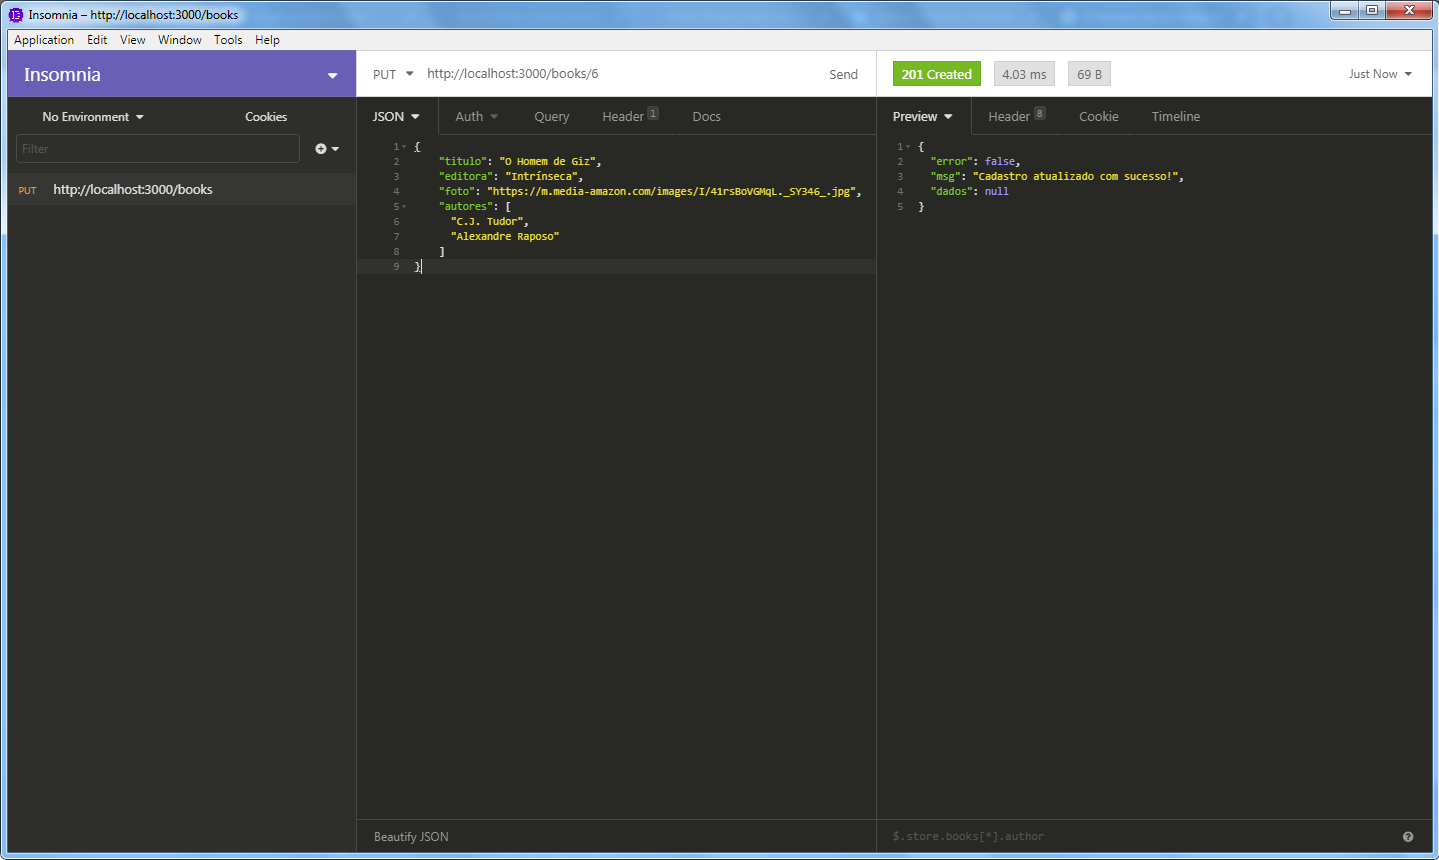 Insomnia – http://localhost:3000/books
Application Edit View Window Tools Help
Insomnia
PUT http://localhost:3000/books/6 Send
201 Created 4.03 ms 69 B Just Now
No Environment Cookies
JSON Auth Query Header 1 Docs
Preview Header 8 Cookie Timeline
Filter
PUT http://localhost:3000/books
1 {
2 "titulo": "O Homem de Giz",
3 "editora": "Intrínseca",
4 "foto": "https://m.media-amazon.com/images/I/41rsBoVGMqL._SY346_.jpg",
5 "autores": [
6 "C.J. Tudor",
7 "Alexandre Raposo"
8 ]
9 }
1 {
2 "error": false,
3 "msg": "Cadastro atualizado com sucesso!",
4 "dados": null
5 }
Beautify JSON
$.store.books[*].author